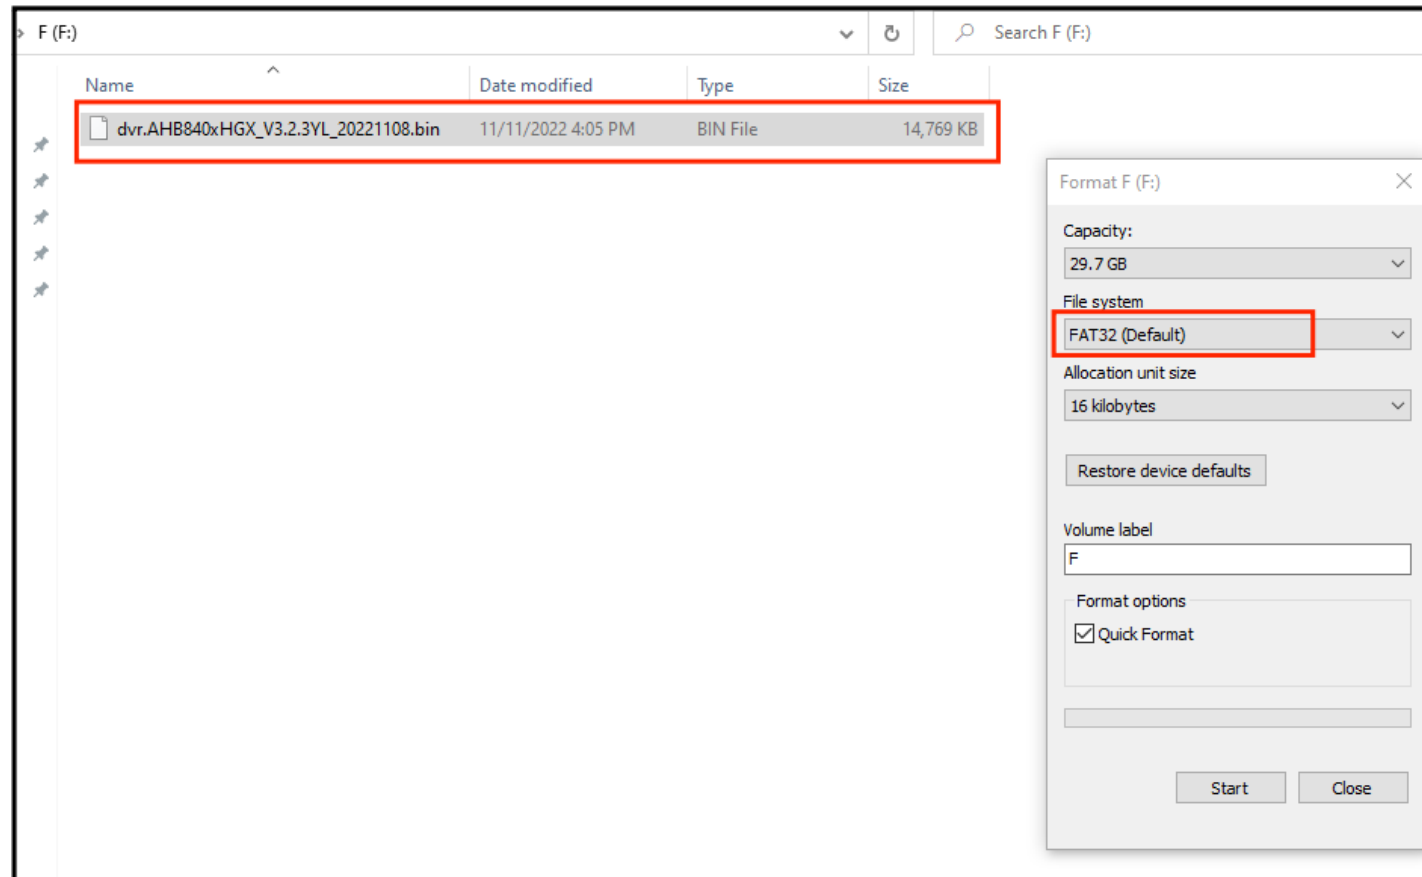 F (F:)
Search F (F:)
Name Date modified Type Size
dvr.AHB840xHGX_V3.2.3YL_20221108.bin 11/11/2022 4:05 PM BIN File 14,769 KB
Format F (F:)
Capacity:
29.7 GB
File system
FAT32 (Default)
Allocation unit size
16 kilobytes
Restore device defaults
Volume label
F
Format options
Quick Format
Start Close